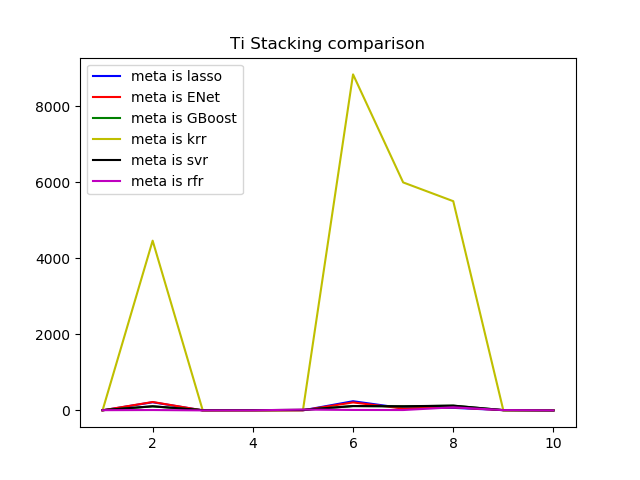 Ti Stacking comparison
meta is lasso
meta is ENet
meta is GBoost
meta is krr
meta is svr
meta is rfr
8000
6000
4000
2000
0
2 4 6 8 10